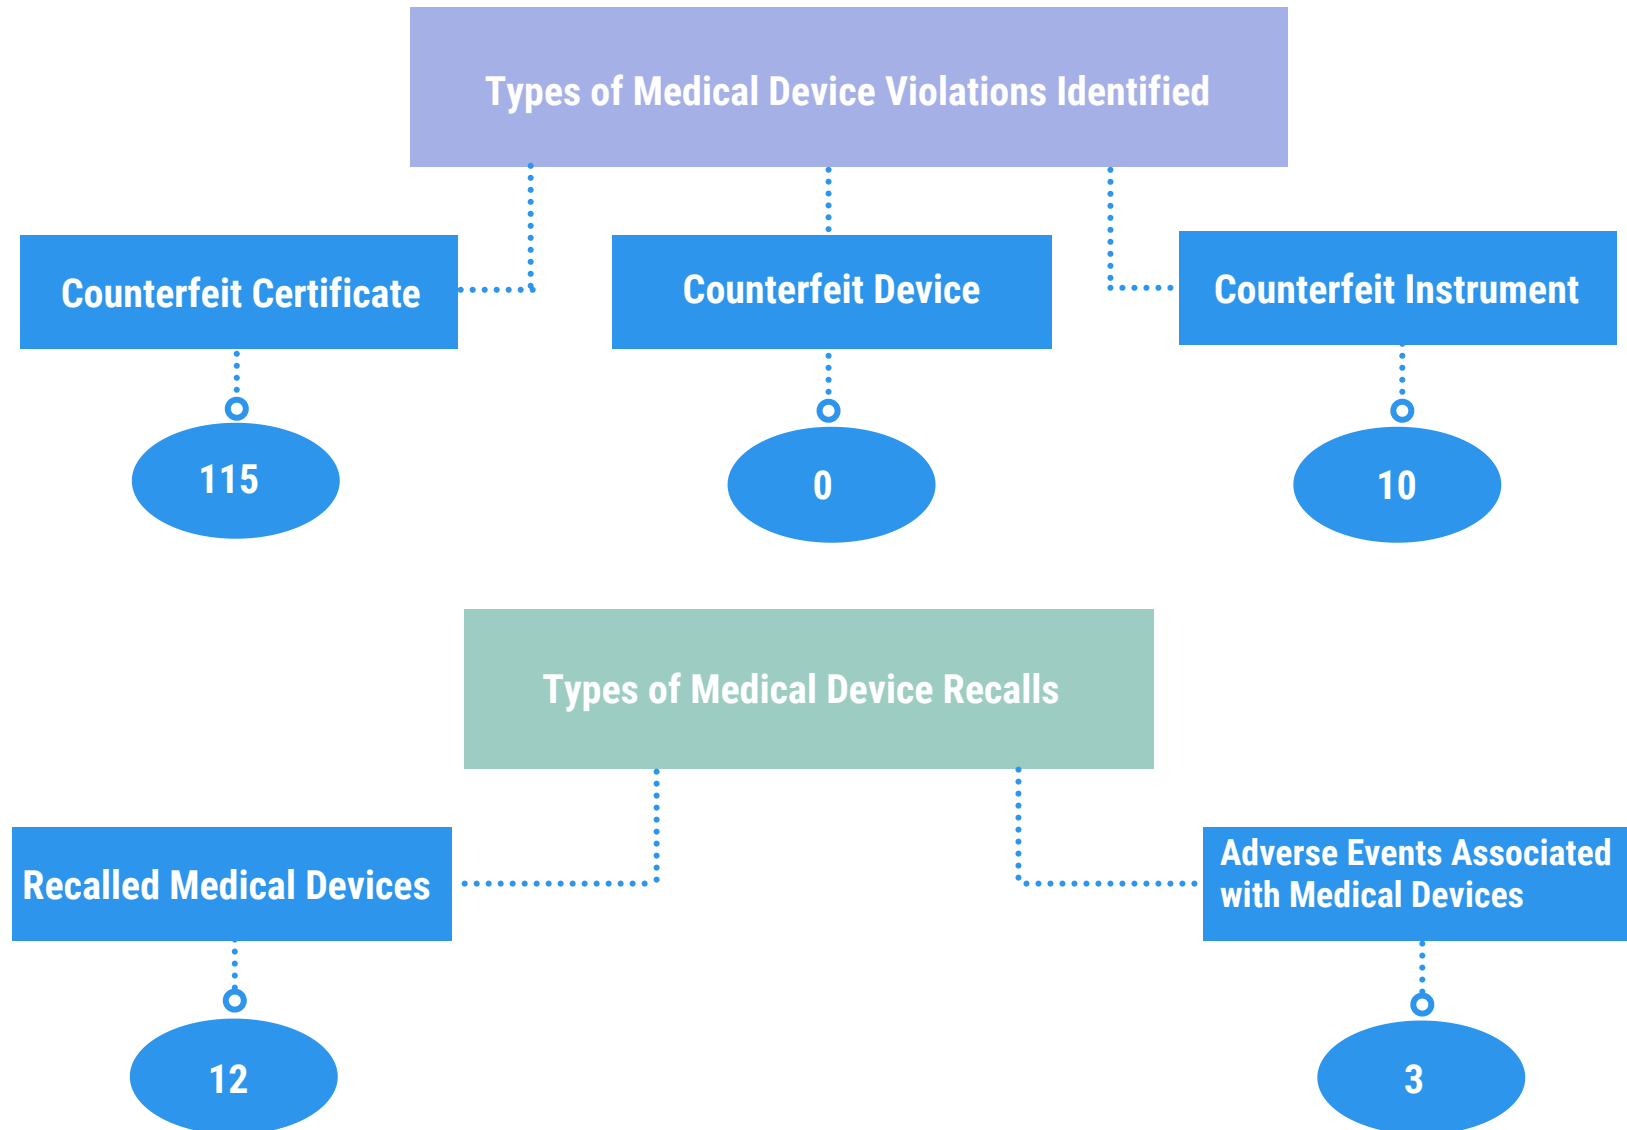 Types of Medical Device Violations Identified
Counterfeit Certificate
Counterfeit Device
Counterfeit Instrument
115
0
10
Types of Medical Device Recalls
Recalled Medical Devices
Adverse Events Associated
with Medical Devices
12
3